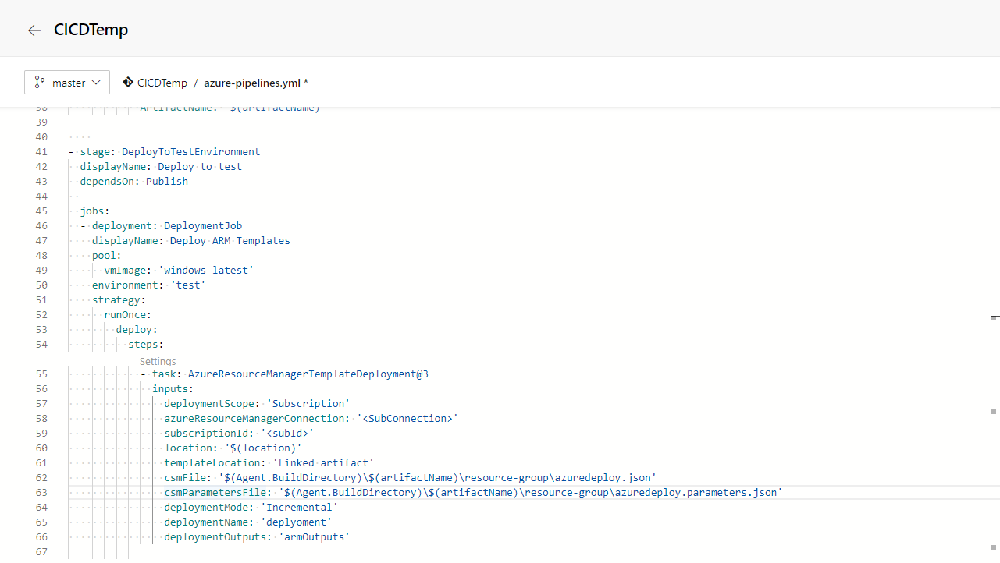 ← CICDTemp
master CICDTemp / azure-pipelines.yml *
38 ArtifactName: '$(artifactName)'
39
40
41 - stage: DeployToTestEnvironment
42 displayName: Deploy to test
43 dependsOn: Publish
44
45 jobs:
46 - deployment: DeploymentJob
47 displayName: Deploy ARM Templates
48 pool:
49 vmImage: 'windows-latest'
50 environment: 'test'
51 strategy:
52 runOnce:
53 deploy:
54 steps:
Settings
55 - task: AzureResourceManagerTemplateDeployment@3
56 inputs:
57 deploymentScope: 'Subscription'
58 azureResourceManagerConnection: '<SubConnection>'
59 subscriptionId: '<subId>'
60 location: '$(location)'
61 templateLocation: 'Linked artifact'
62 csmFile: '$(Agent.BuildDirectory)\$(artifactName)\resource-group\azuredeploy.json'
63 csmParametersFile: '$(Agent.BuildDirectory)\$(artifactName)\resource-group\azuredeploy.parameters.json'
64 deploymentMode: 'Incremental'
65 deploymentName: 'deplyoment'
66 deploymentOutputs: 'armOutputs'
67